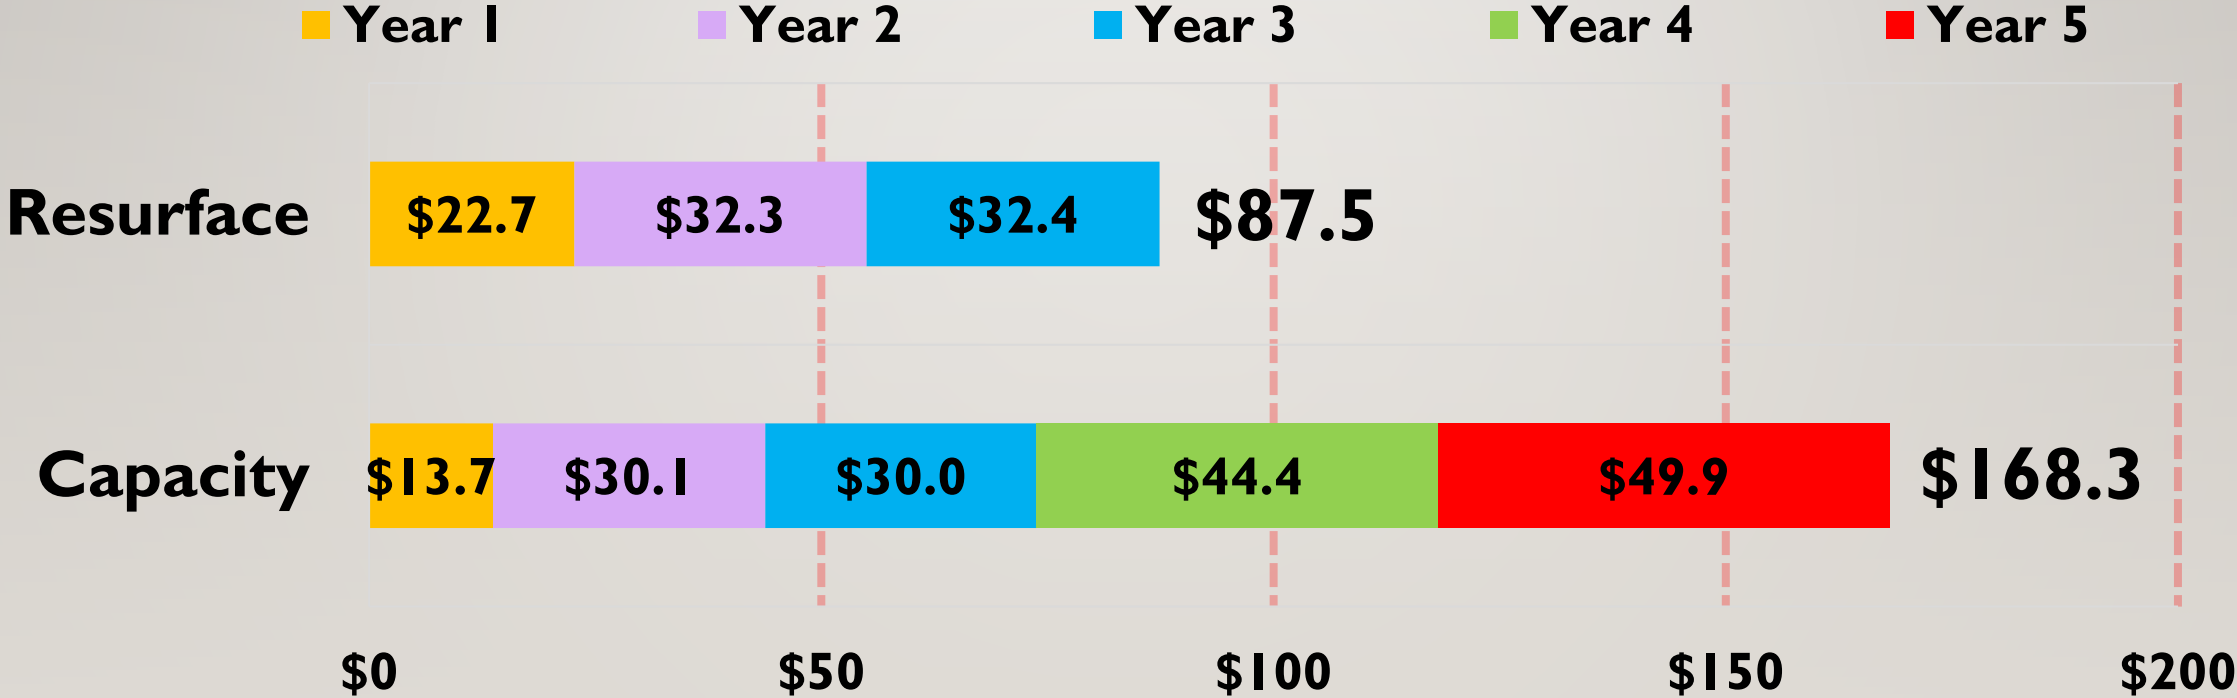 Year 1 Year 2 Year 3 Year 4 Year 5
Resurface $22.7 $32.3 $32.4 $87.5
Capacity $13.7 $30.1 $30.0 $44.4 $49.9 $168.3
$0 $50 $100 $150 $200